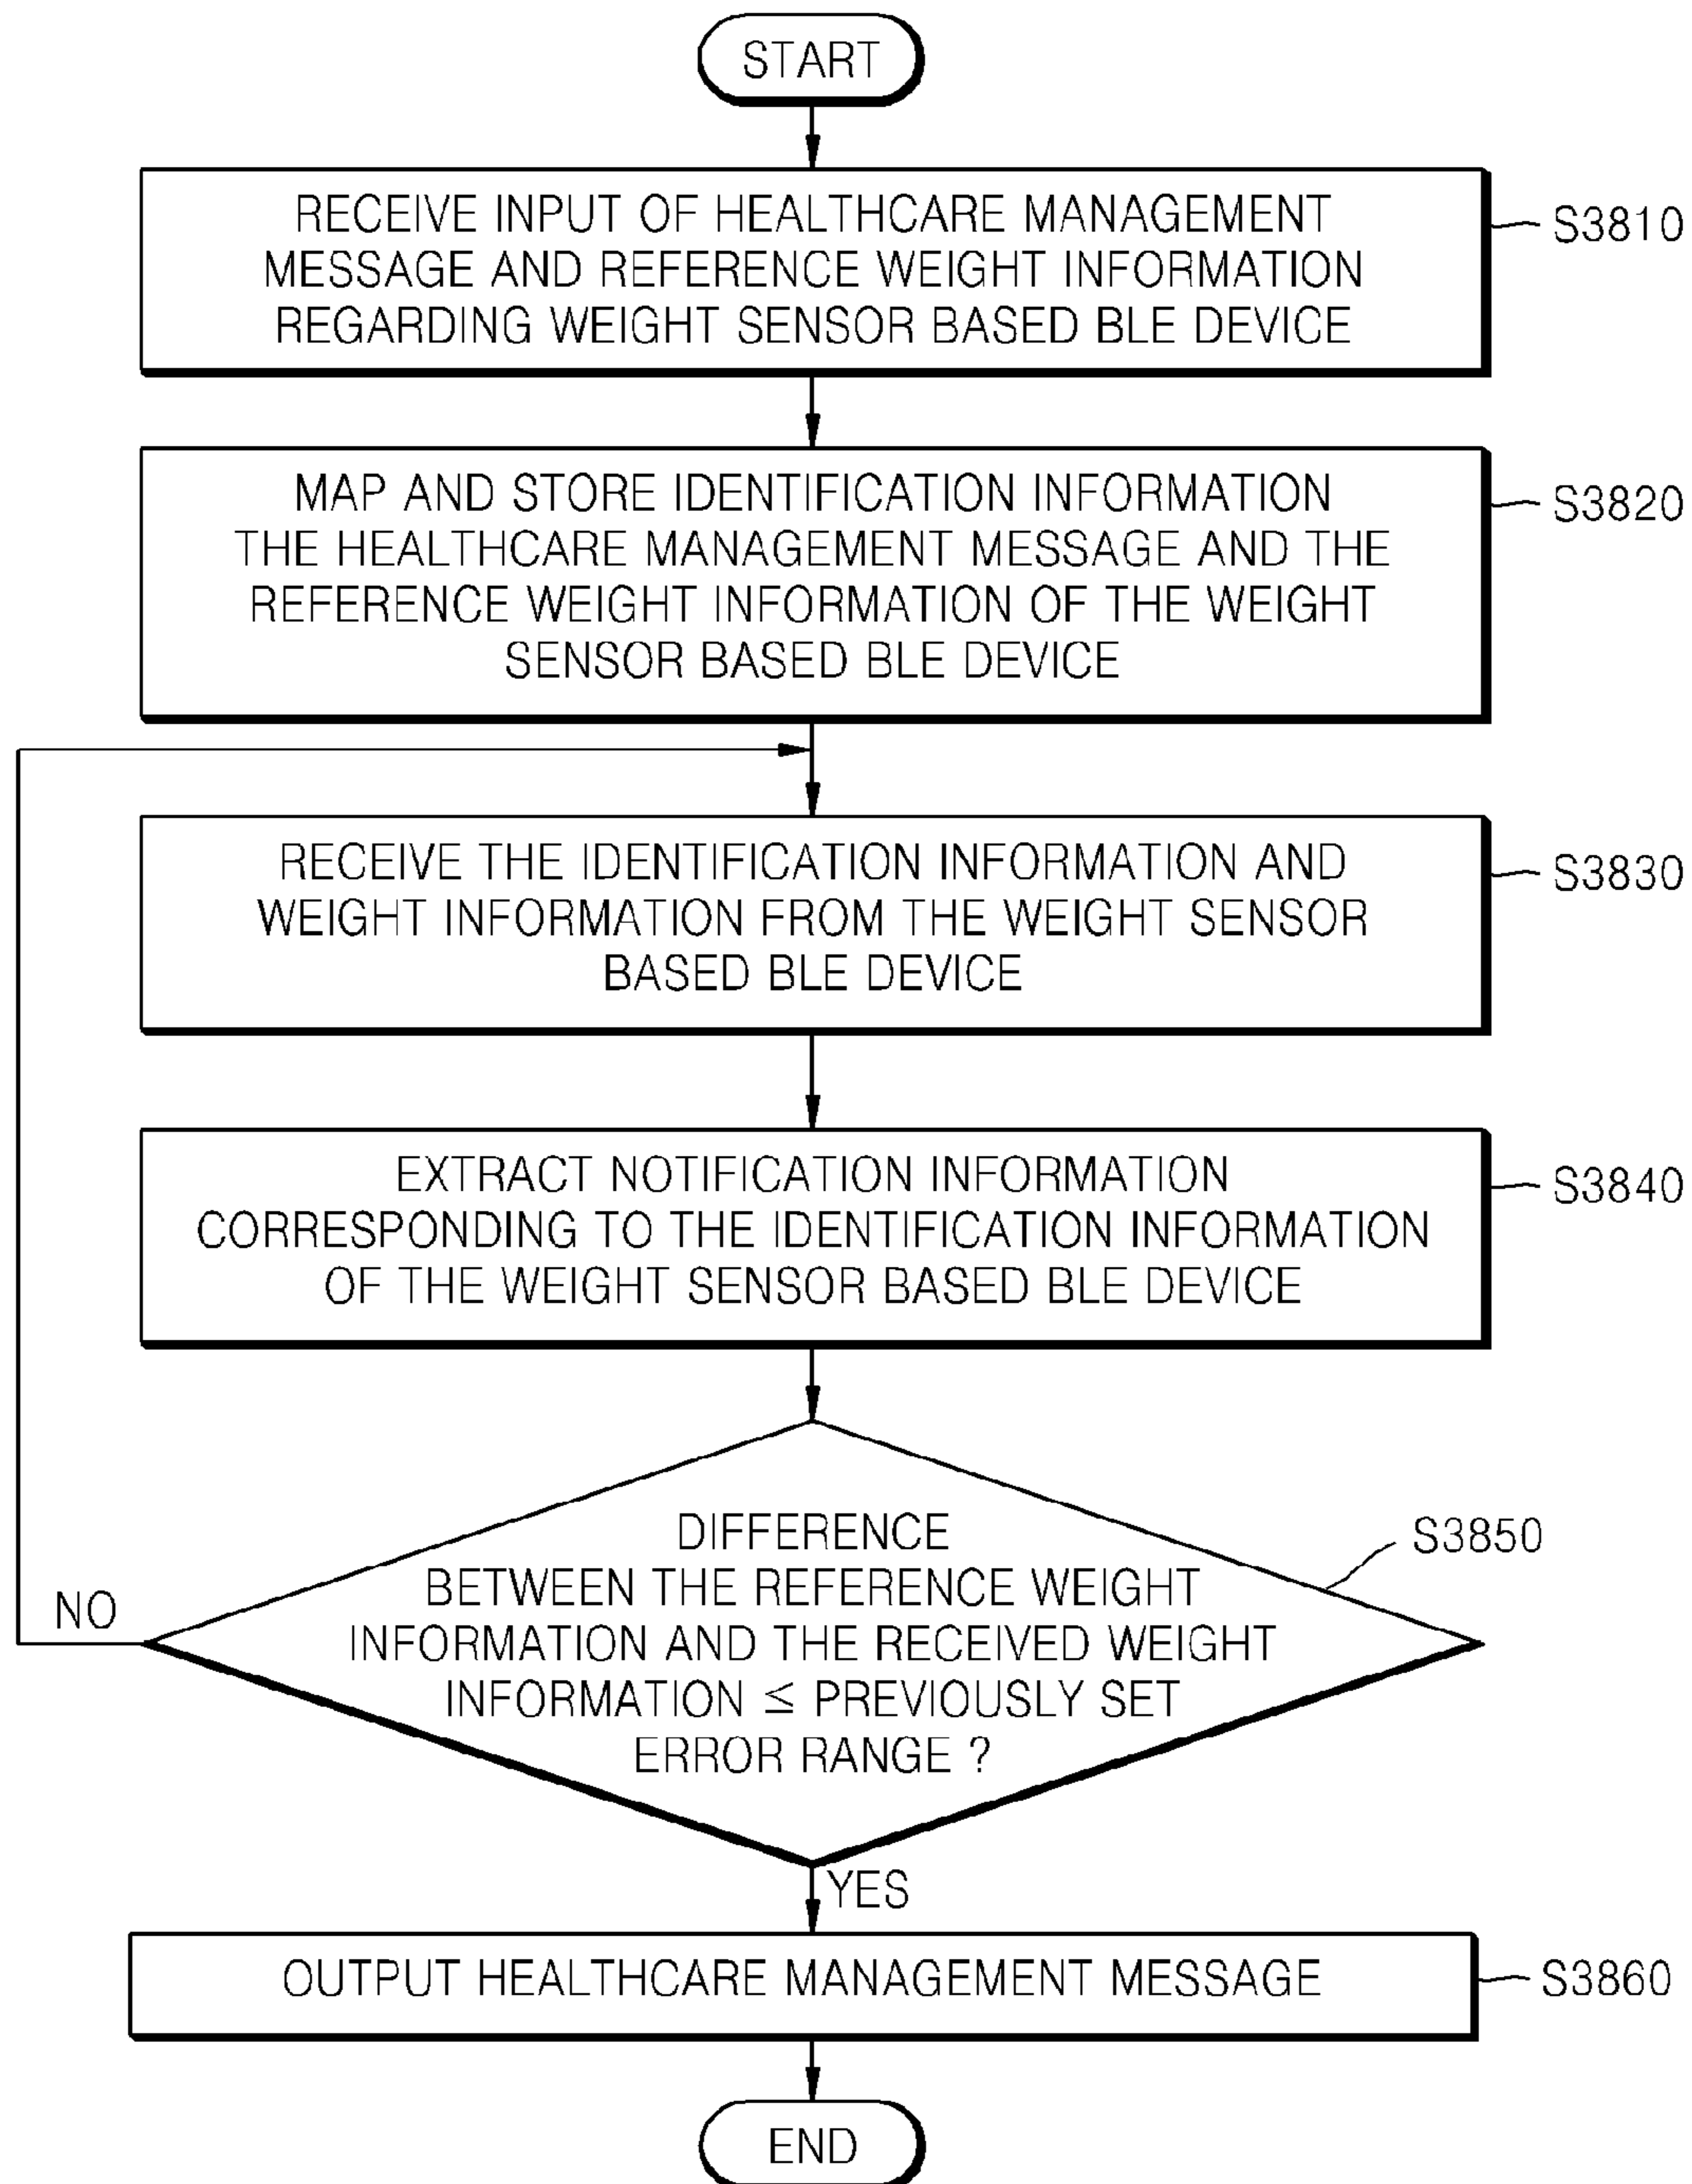 START
RECEIVE INPUT OF HEALTHCARE MANAGEMENT
MESSAGE AND REFERENCE WEIGHT INFORMATION
REGARDING WEIGHT SENSOR BASED BLE DEVICE
S3810
MAP AND STORE IDENTIFICATION INFORMATION
THE HEALTHCARE MANAGEMENT MESSAGE AND THE
REFERENCE WEIGHT INFORMATION OF THE WEIGHT
SENSOR BASED BLE DEVICE
S3820
RECEIVE THE IDENTIFICATION INFORMATION AND
WEIGHT INFORMATION FROM THE WEIGHT SENSOR
BASED BLE DEVICE
S3830
EXTRACT NOTIFICATION INFORMATION
CORRESPONDING TO THE IDENTIFICATION INFORMATION
OF THE WEIGHT SENSOR BASED BLE DEVICE
S3840
DIFFERENCE
BETWEEN THE REFERENCE WEIGHT
INFORMATION AND THE RECEIVED WEIGHT
INFORMATION ≤ PREVIOUSLY SET
ERROR RANGE ?
S3850
NO
YES
OUTPUT HEALTHCARE MANAGEMENT MESSAGE
S3860
END